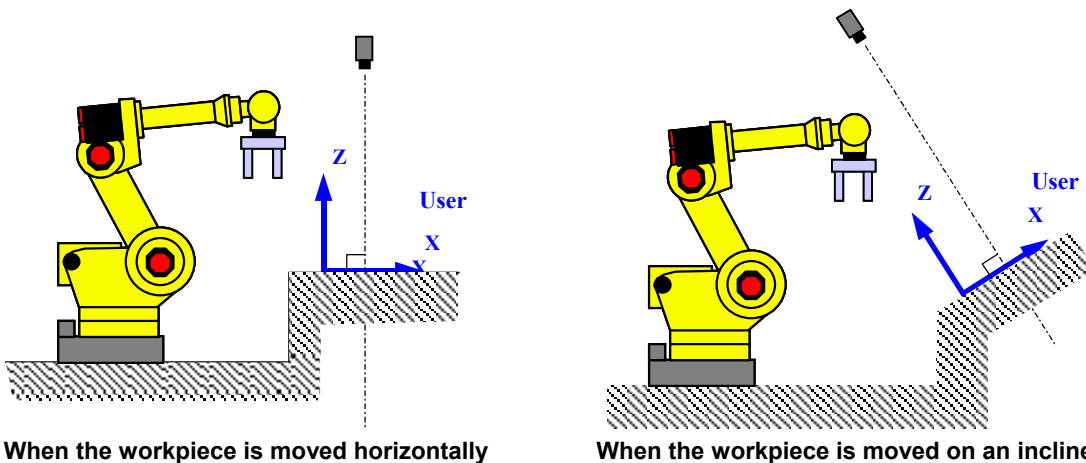 Z
User
X
X
When the workpiece is moved horizontally
Z
User
X
When the workpiece is moved on an incline